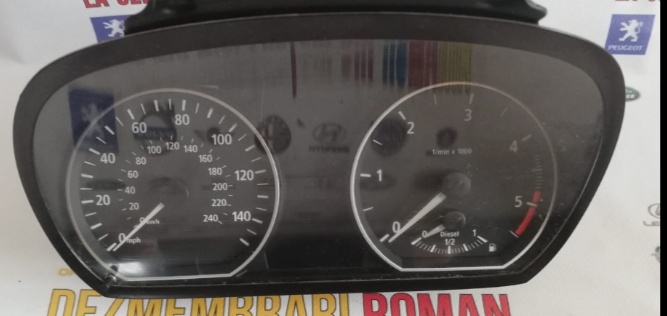 PEUGEOT
60 80
40 100
20 120
0 mph 140
100 120 140
80 160
60 180
40 200
20 220
0 km/h 240
HYUNDAI
1/min x 1000
0 1 2 3 4 5
Diesel
0 1/2 1
DEZMEMBRARI ROMAN